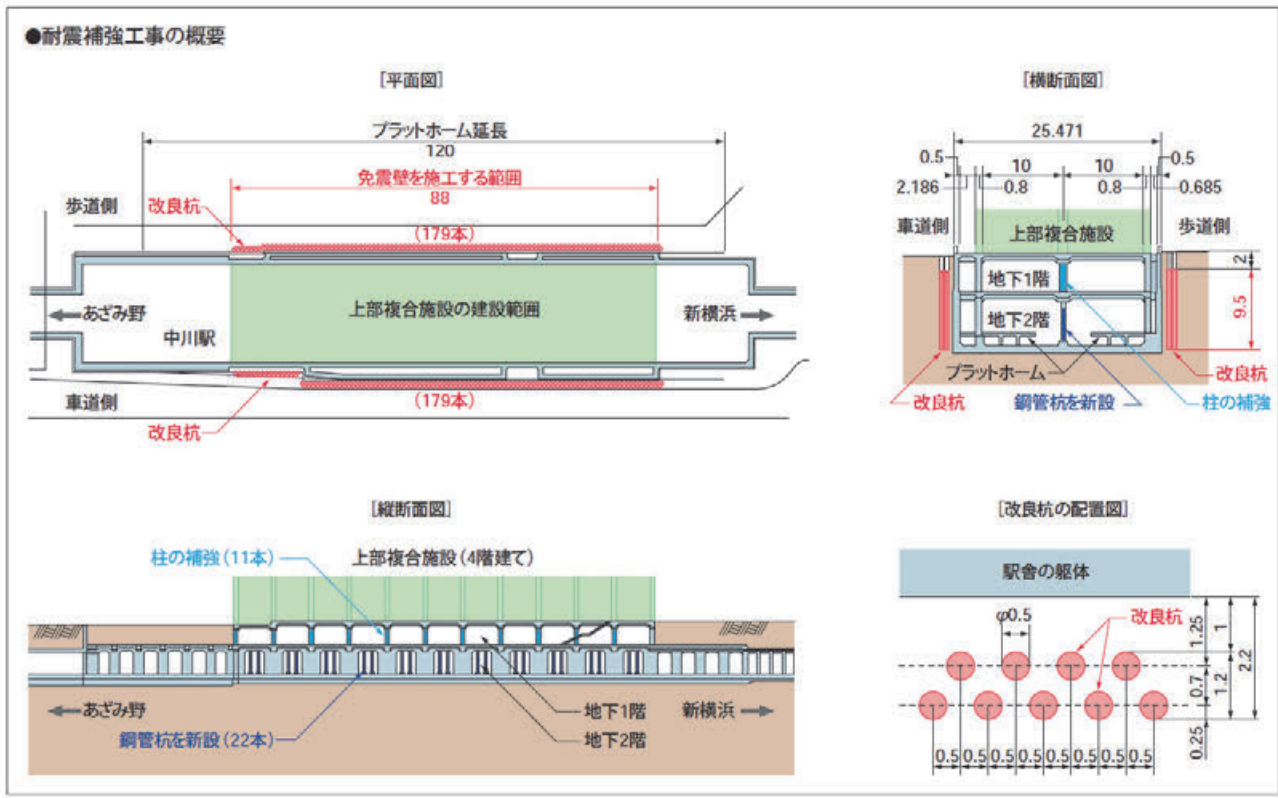 ●耐震補強工事の概要
[平面図]
プラットホーム延長
120
免震壁を施工する範囲
88
歩道側
改良杭
(179本)
あざみ野
上部複合施設の建設範囲
新横浜
中川駅
車道側
(179本)
改良杭
[横断面図]
25.471
0.5
10
10
0.5
2.186
0.8
0.8
0.685
車道側
上部複合施設
歩道側
地下1階
2
地下2階
9.5
プラットホーム
改良杭
改良杭
鋼管杭を新設
柱の補強
[縦断面図]
柱の補強(11本)
上部複合施設(4階建て)
あざみ野
地下1階
新横浜
鋼管杭を新設(22本)
地下2階
[改良杭の配置図]
駅舎の躯体
φ0.5
改良杭
1.25
1
2.2
0.7
1.2
0.25
0.5 0.5 0.5 0.5 0.5 0.5 0.5 0.5